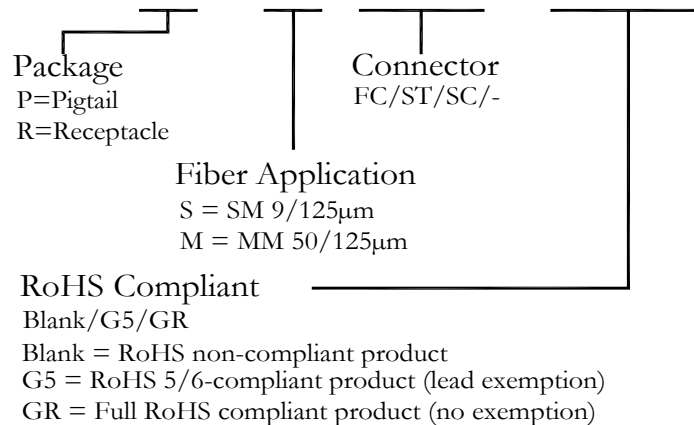 Package
P=Pigtail
R=Receptacle
Connector
FC/ST/SC/-
Fiber Application
S = SM 9/125μm
M = MM 50/125μm
RoHS Compliant
Blank/G5/GR
Blank = RoHS non-compliant product
G5 = RoHS 5/6-compliant product (lead exemption)
GR = Full RoHS compliant product (no exemption)